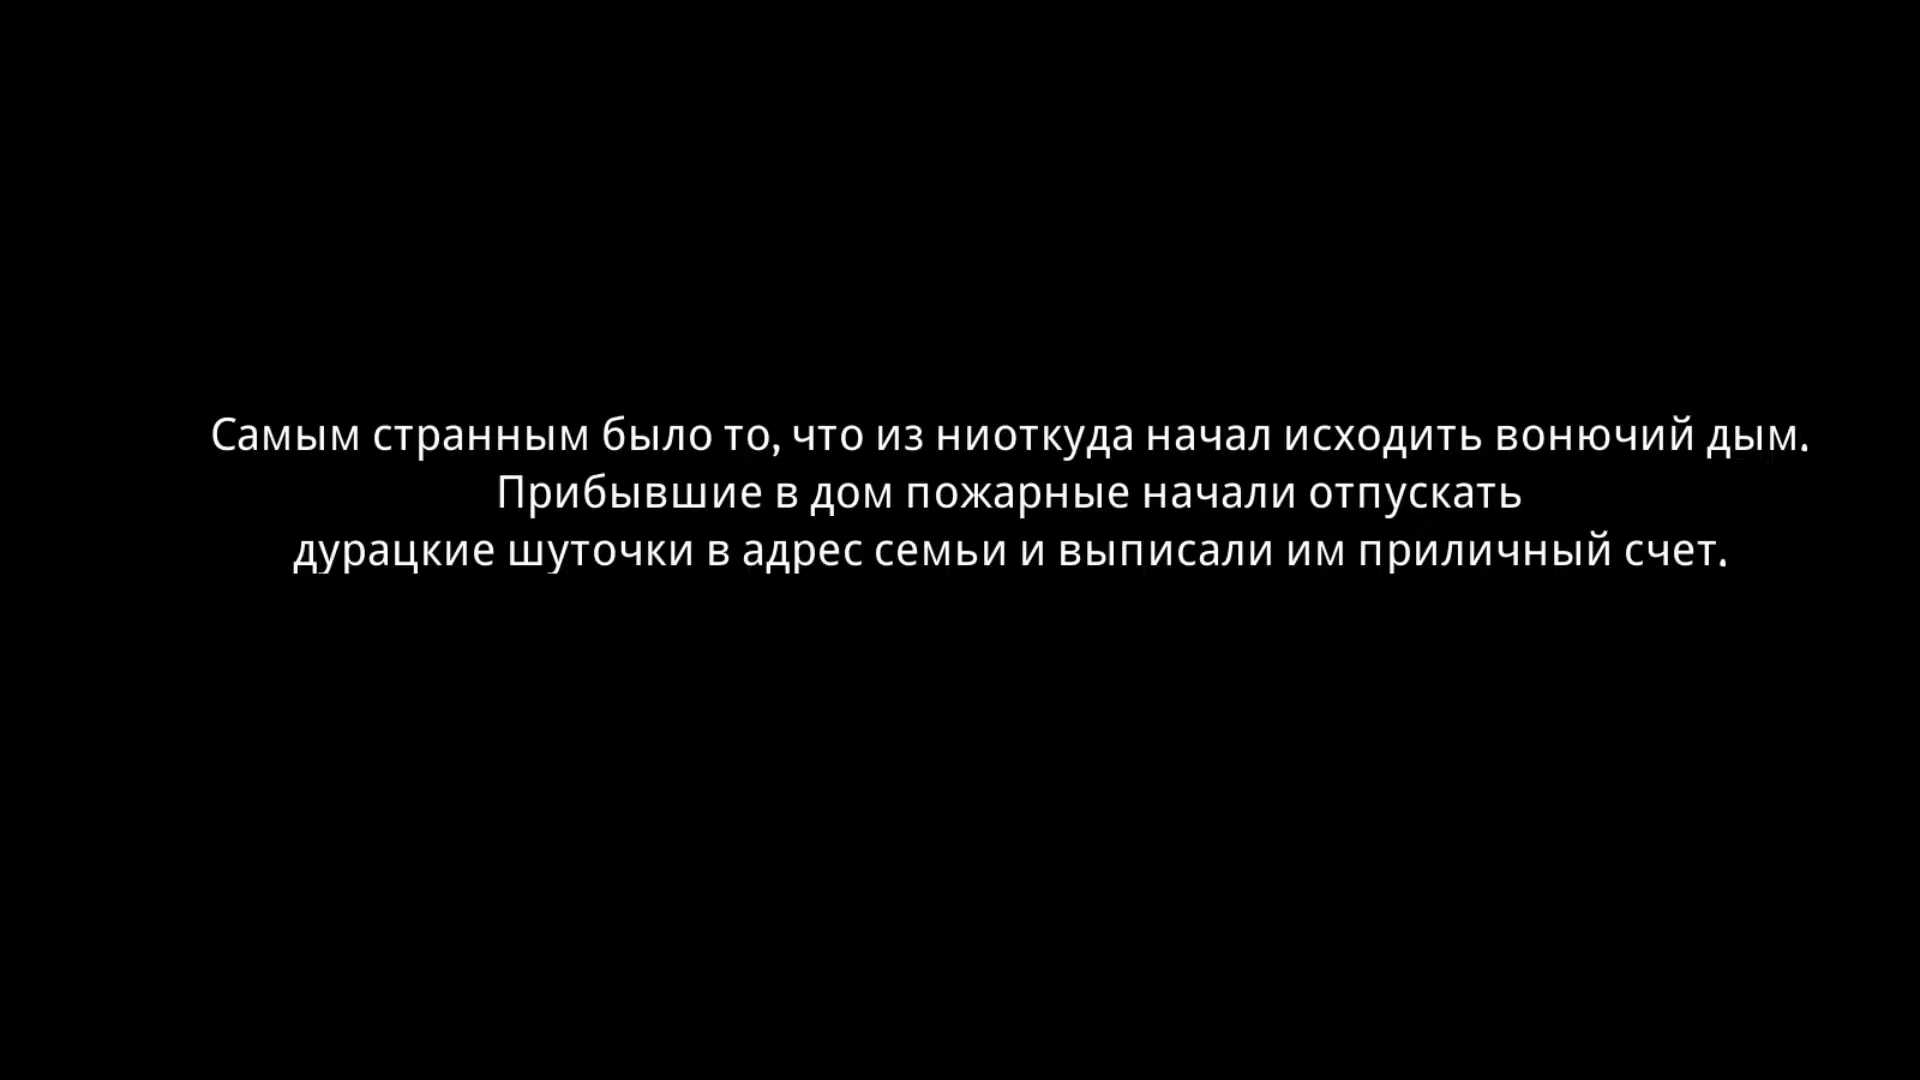 Самым странным было то, что из ниоткуда начал исходить вонючий дым.
Прибывшие в дом пожарные начали отпускать
дурацкие шуточки в адрес семьи и выписали им приличный счет.